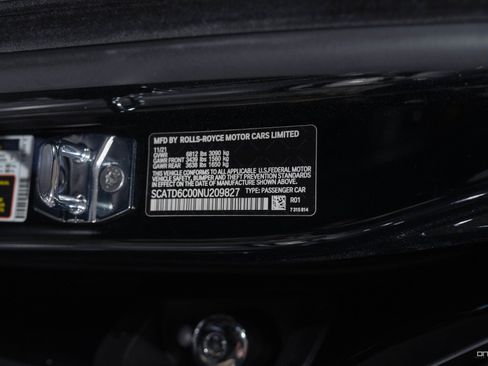 MFD BY ROLLS-ROYCE MOTOR CARS LIMITED
11/21
GVWR 6812 lbs 3090 kg
GAWR FRONT 3439 lbs 1560 kg
GAWR REAR 3638 lbs 1650 kg
THIS VEHICLE CONFORMS TO ALL APPLICABLE U.S.FEDERAL MOTOR
VEHICLE SAFETY, BUMPER AND THEFT PREVENTION STANDARDS
IN EFFECT ON THE DATE OF MANUFACTURE SHOWN ABOVE.
SCATD6C00NU209827 TYPE: PASSENGER CAR
R01
7 310 814